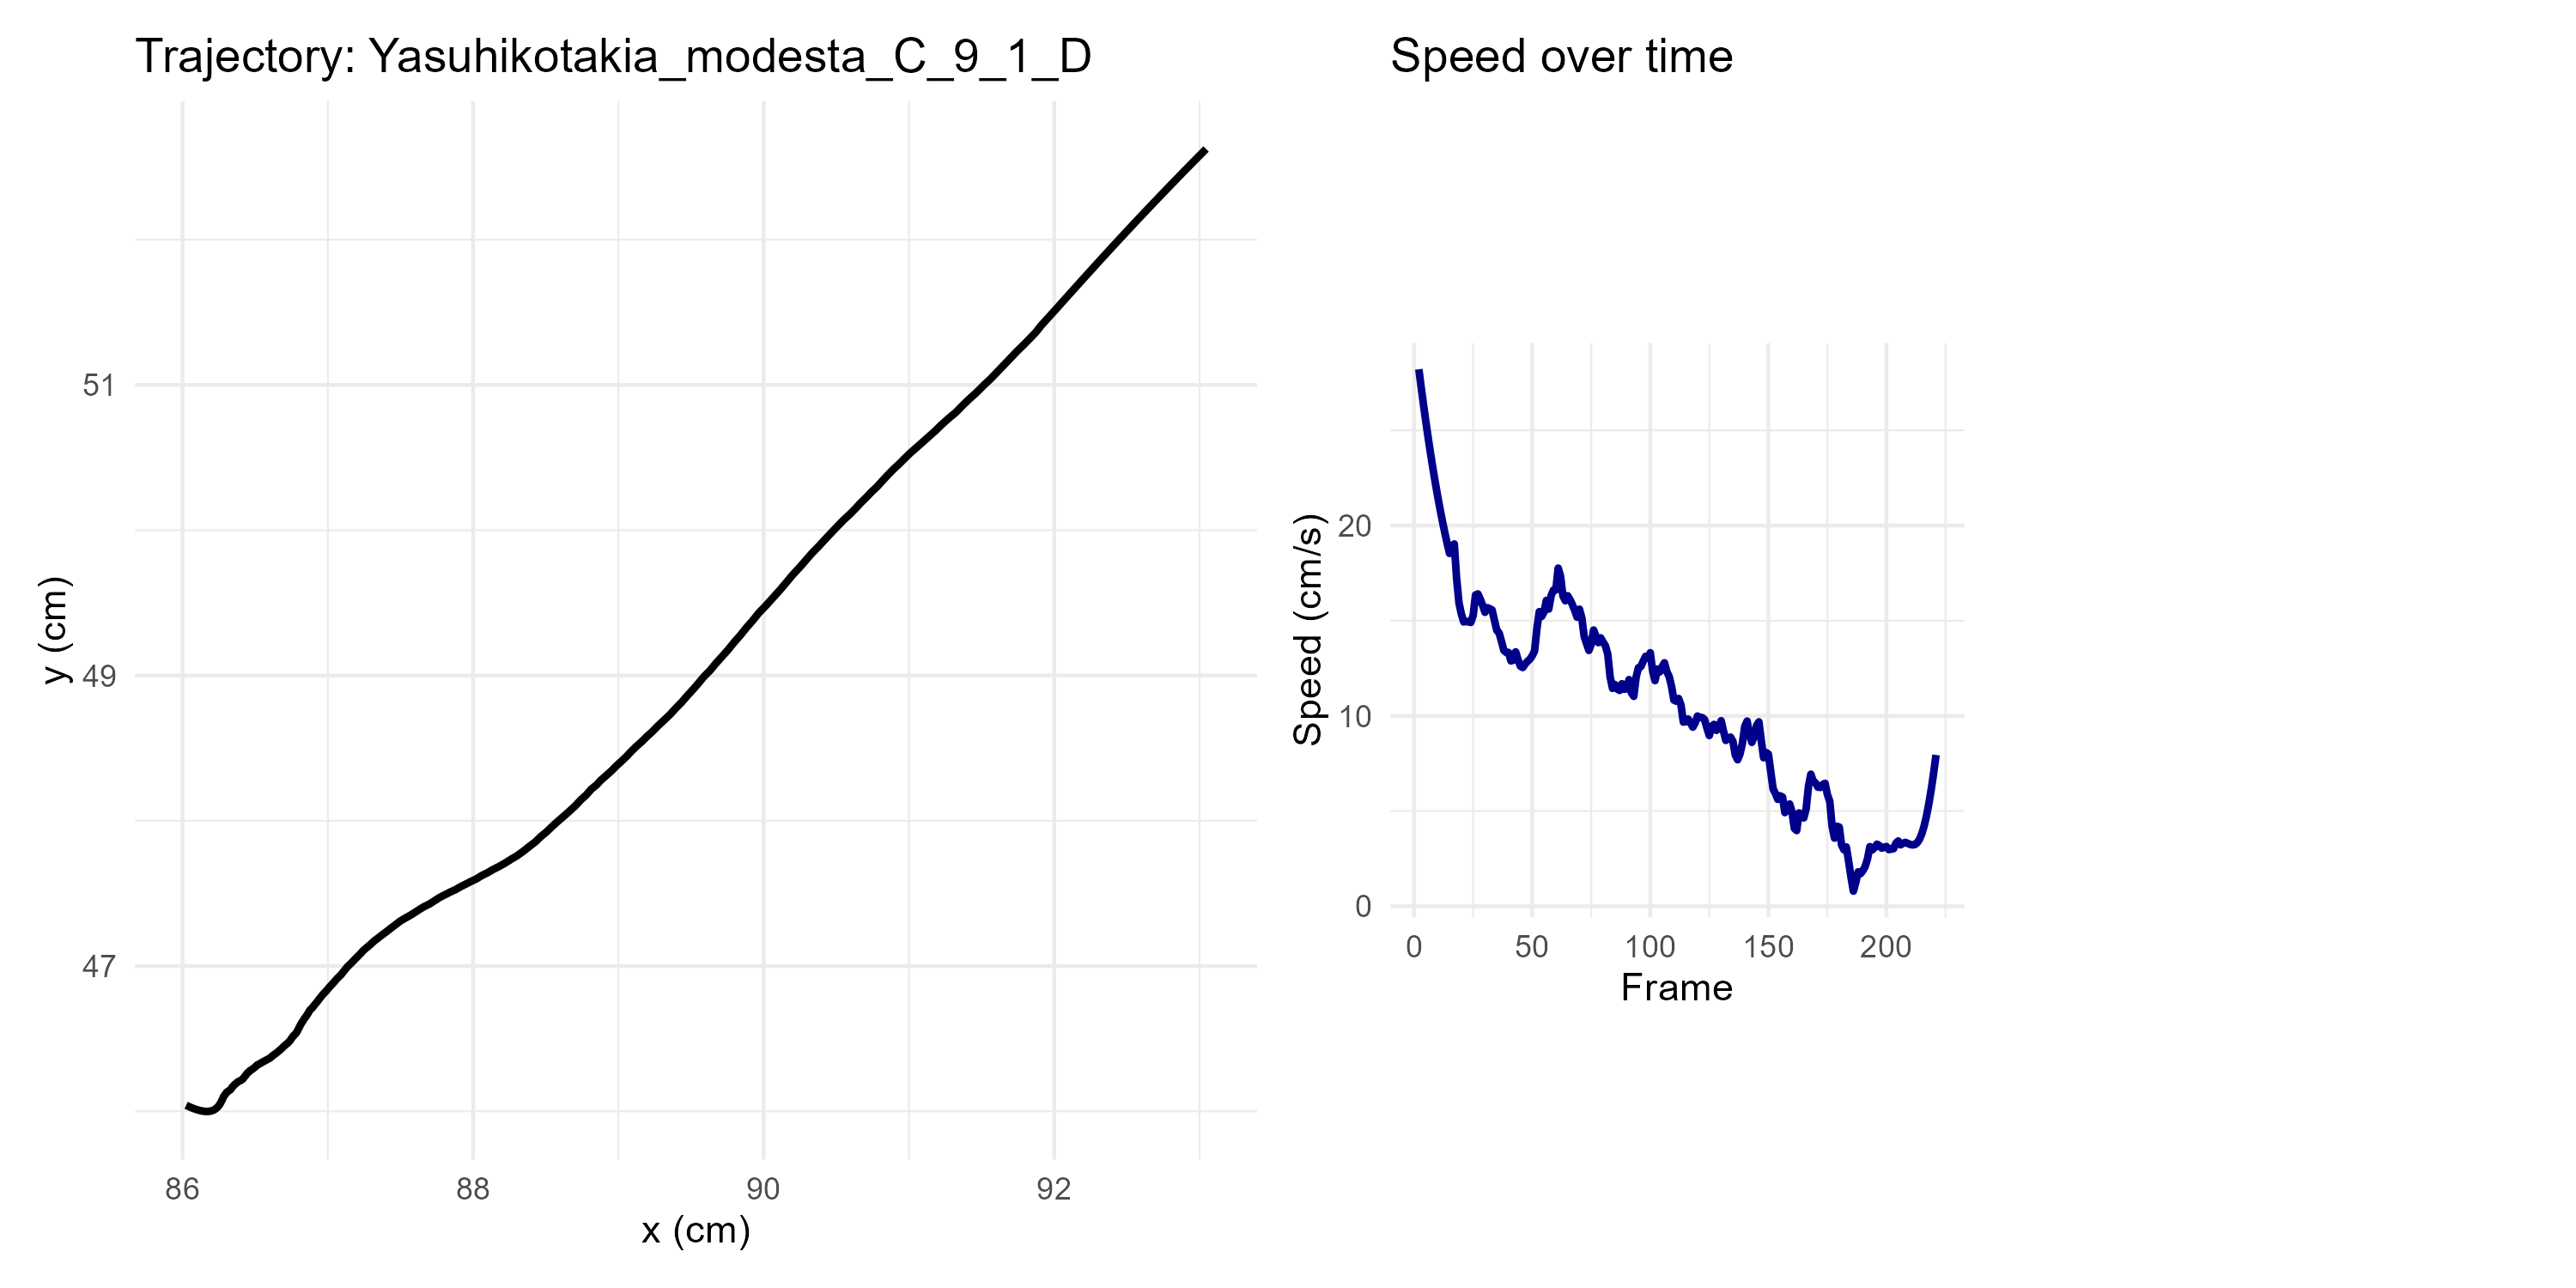 Trajectory: Yasuhikotakia_modesta_C_9_1_D
y (cm)
51
49
47
86 88 90 92
x (cm)
Speed over time
Speed (cm/s)
20
10
0
0 50 100 150 200
Frame